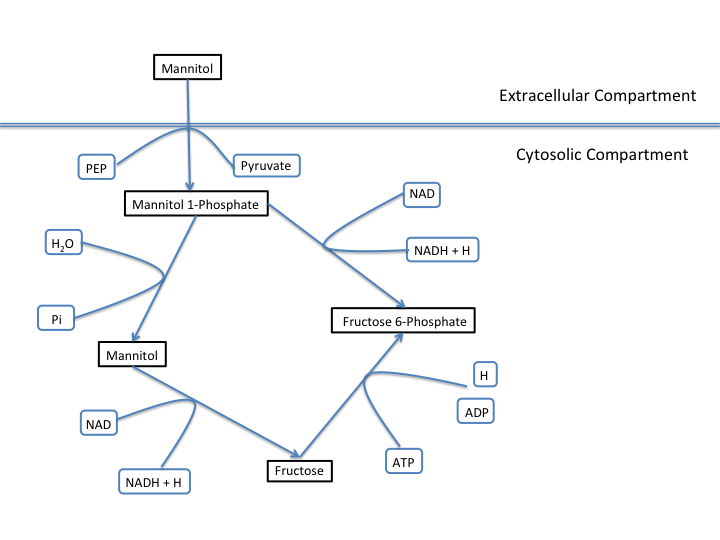 Mannitol
Extracellular Compartment
Cytosolic Compartment
PEP
Pyruvate
Mannitol 1-Phosphate
NAD
H₂O
NADH + H
Pi
Fructose 6-Phosphate
Mannitol
H
ADP
NAD
ATP
Fructose
NADH + H